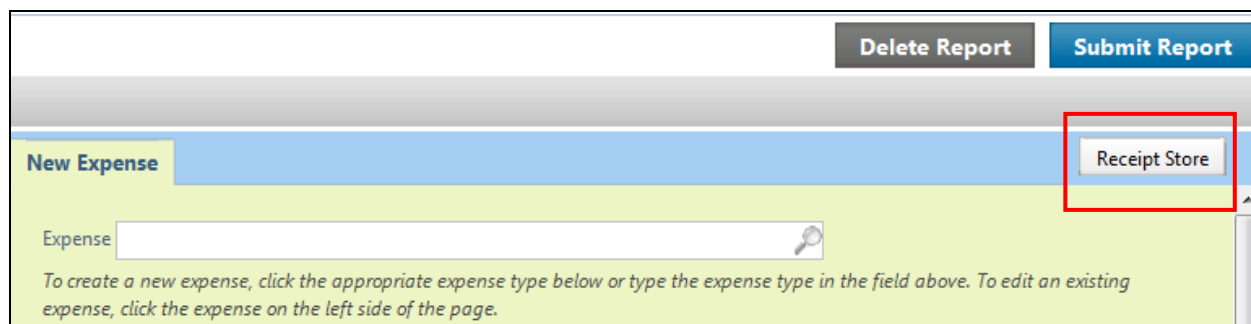 Delete Report Submit Report
New Expense Receipt Store
Expense
To create a new expense, click the appropriate expense type below or type the expense type in the field above. To edit an existing
expense, click the expense on the left side of the page.